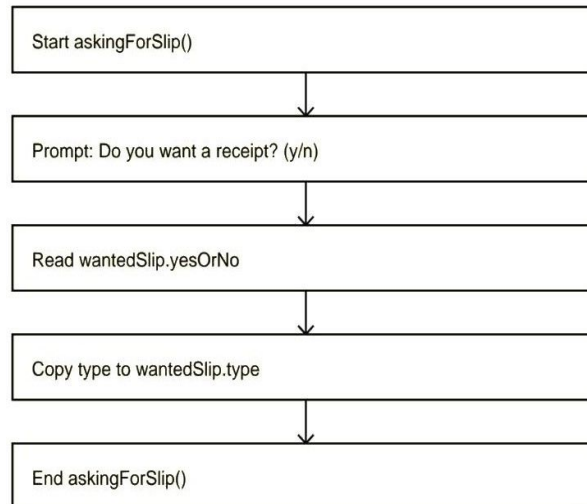 Start askingForSlip()
Prompt: Do you want a receipt? (y/n)
Read wantedSlip.yesOrNo
Copy type to wantedSlip.type
End askingForSlip()